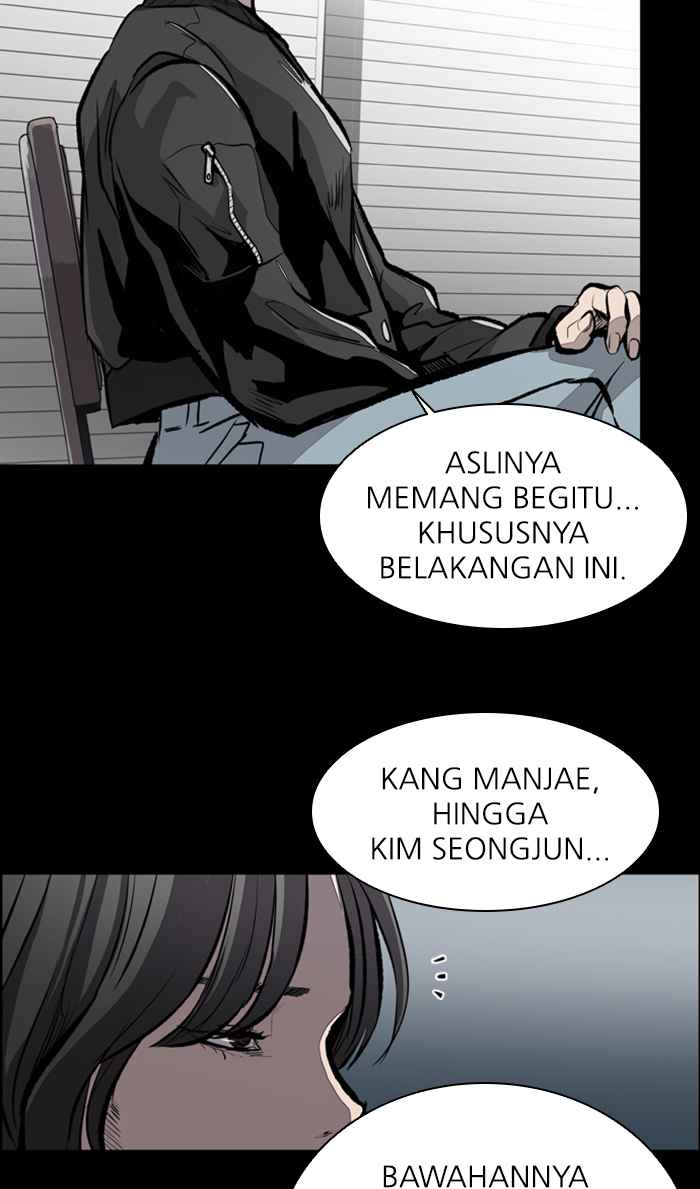 ASLINYA
MEMANG BEGITU...
KHUSUSNYA
BELAKANGAN INI.
KANG MANJAE,
HINGGA
KIM SEONGJUN...
BAWAHANNYA